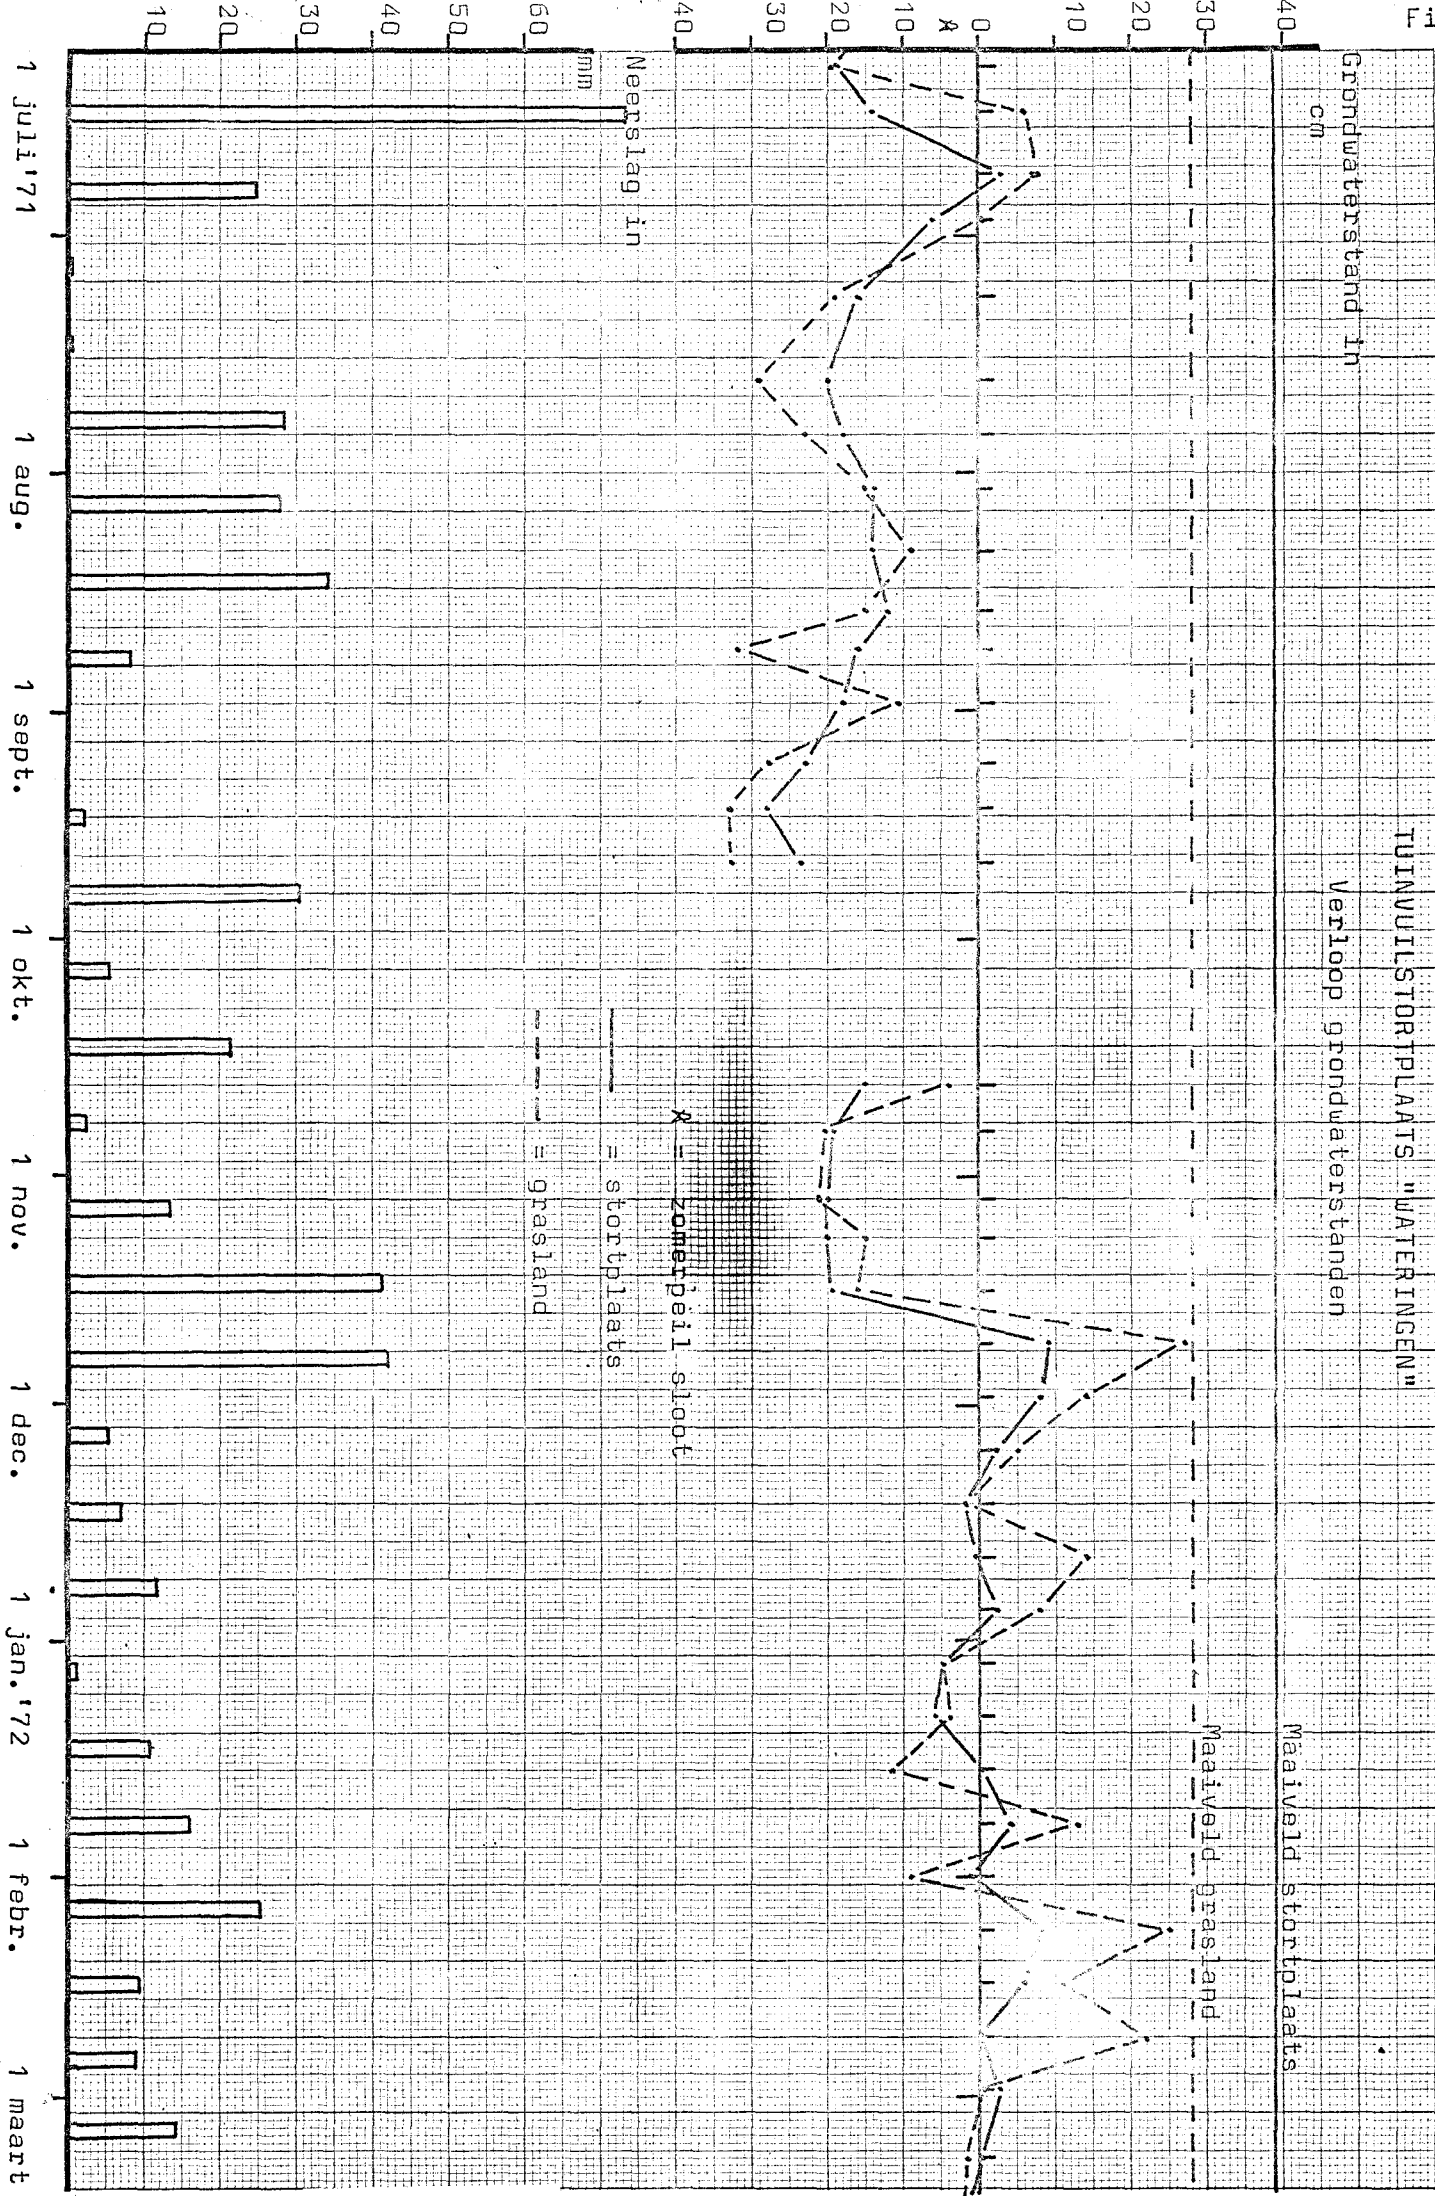 Fi
TUINVUILSTORTPLAATS "WATERINGEN"
Verloop grondwaterstanden
Grondwaterstand in
cm
40
30
20
10
0
10
20
30
40
Maaiveld stortplaats
Maaiveld grasland
= zomerpeil sloot
= stortplaats
= grasland
Neerslag in
mm
60
50
40
30
20
10
1 juli '71
1 aug.
1 sept.
1 okt.
1 nov.
1 dec.
1 jan. '72
1 febr.
1 maart